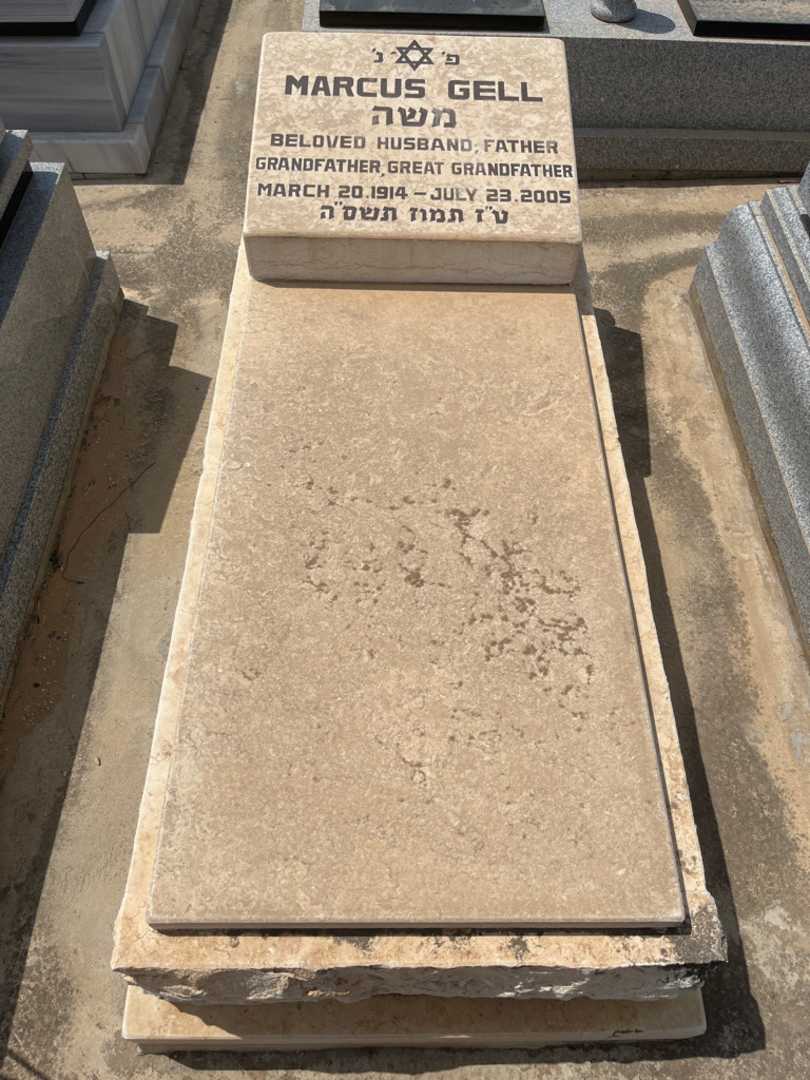 פ' נ'
MARCUS GELL
משה
BELOVED HUSBAND, FATHER
GRANDFATHER, GREAT GRANDFATHER
MARCH 20.1914 – JULY 23.2005
ט"ז תמוז תשס"ה